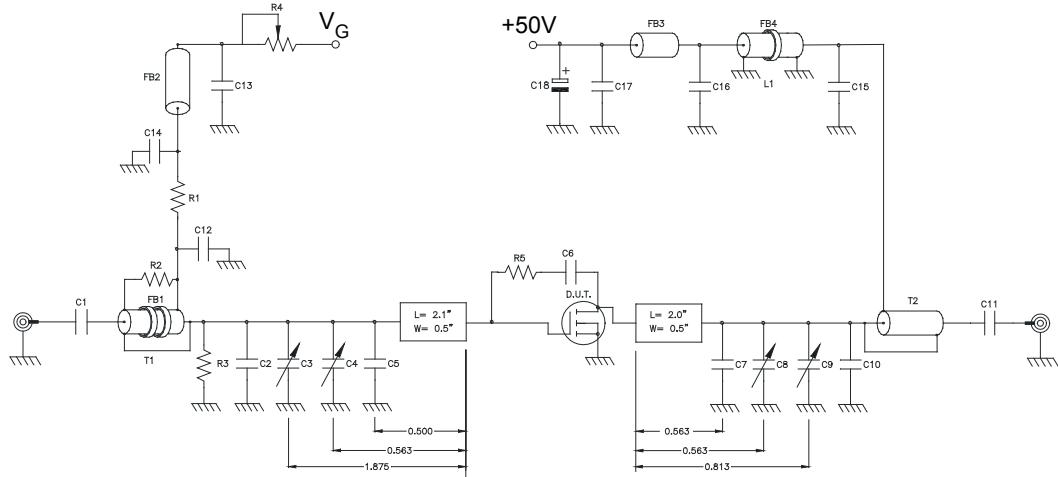 R4
V_G
+50V
FB3
FB4
FB2
C13
C18
+
C17
C16
L1
C15
C14
R1
C12
R2
FB1
C1
T1
R5
C6
D.U.T.
L= 2.1"
W= 0.5"
L= 2.0"
W= 0.5"
T2
C11
R3
C2
C3
C4
C5
C7
C8
C9
C10
0.500
0.563
1.875
0.563
0.563
0.813